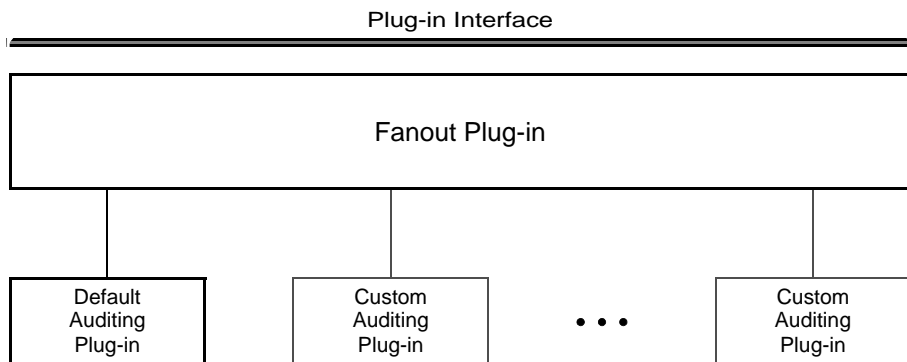 Plug-in Interface
Fanout Plug-in
Default
Auditing
Plug-in
Custom
Auditing
Plug-in
• • •
Custom
Auditing
Plug-in